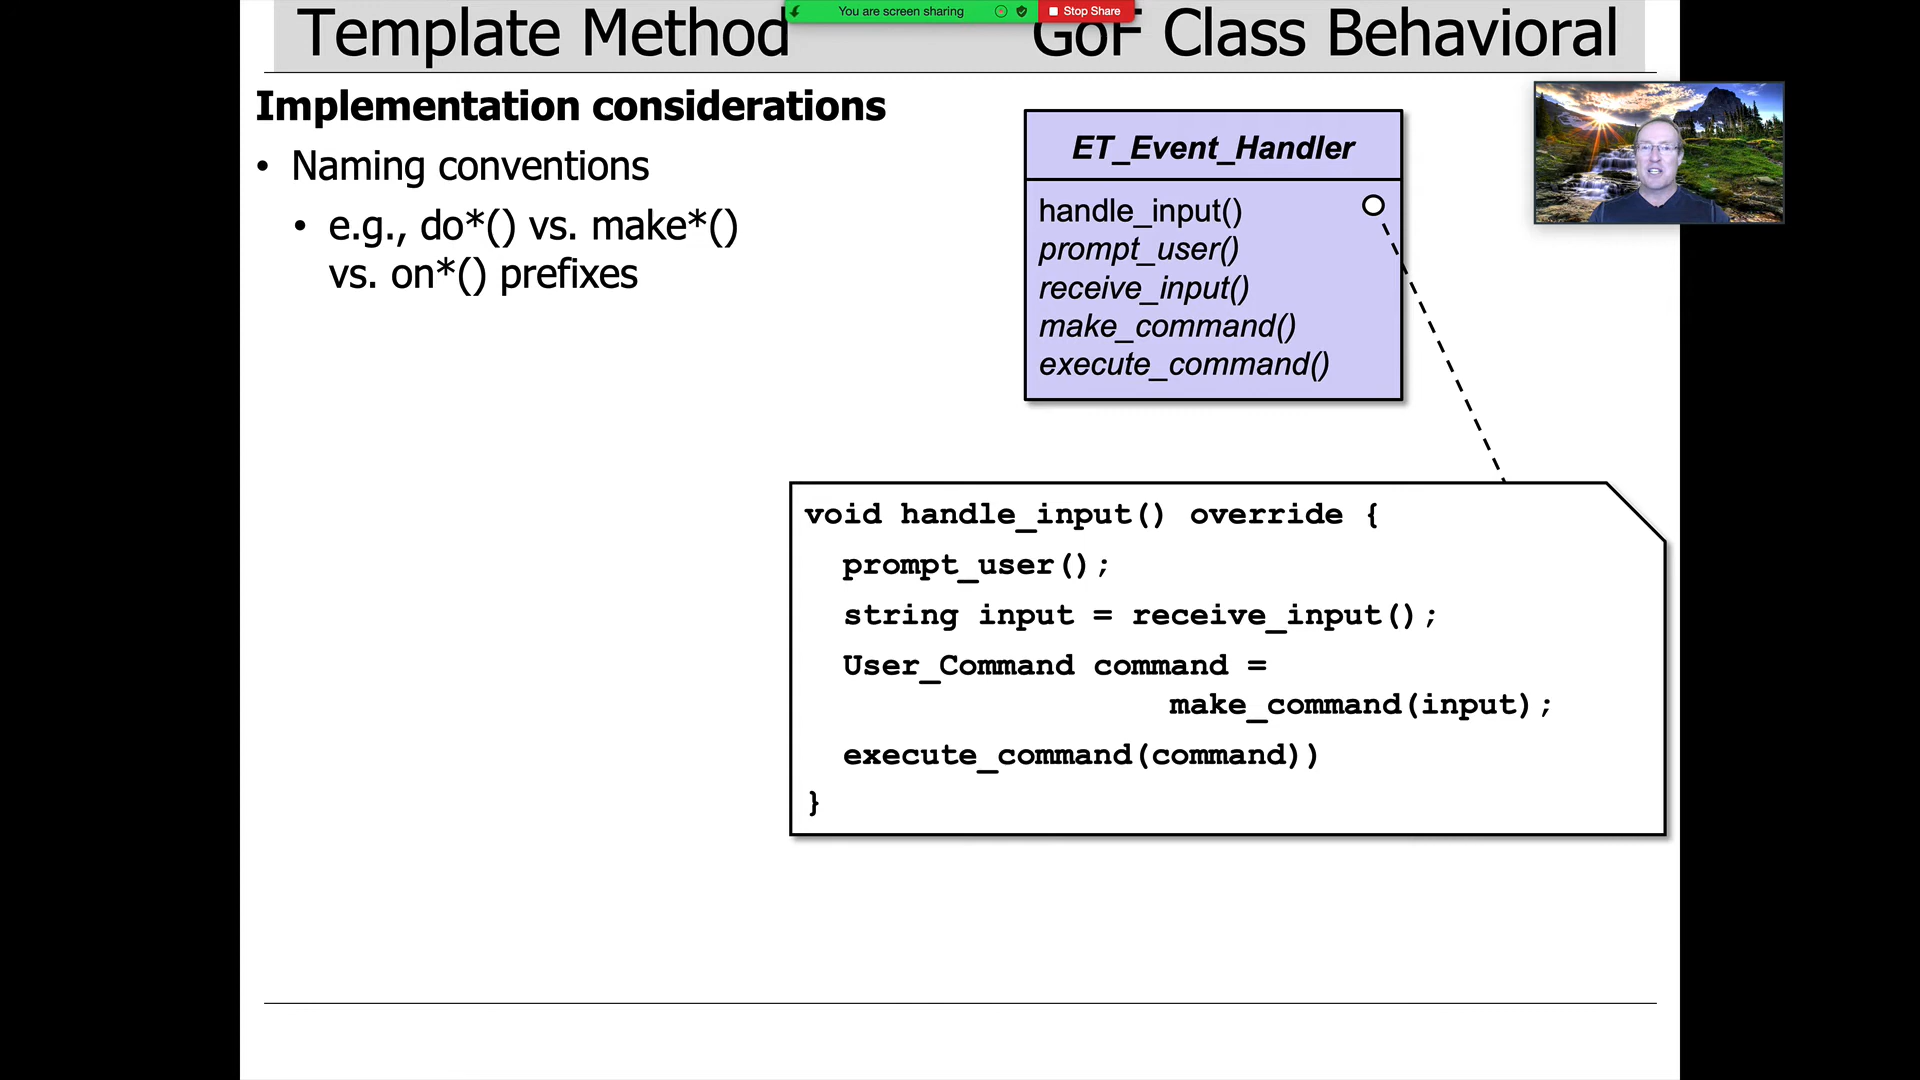 You are screen sharing
Stop Share
Template Method
GoF Class Behavioral
Implementation considerations
• Naming conventions
• e.g., do*() vs. make*()
vs. on*() prefixes
ET_Event_Handler
handle_input()
prompt_user()
receive_input()
make_command()
execute_command()
void handle_input() override {
prompt_user();
string input = receive_input();
User_Command command =
make_command(input);
execute_command(command))
}